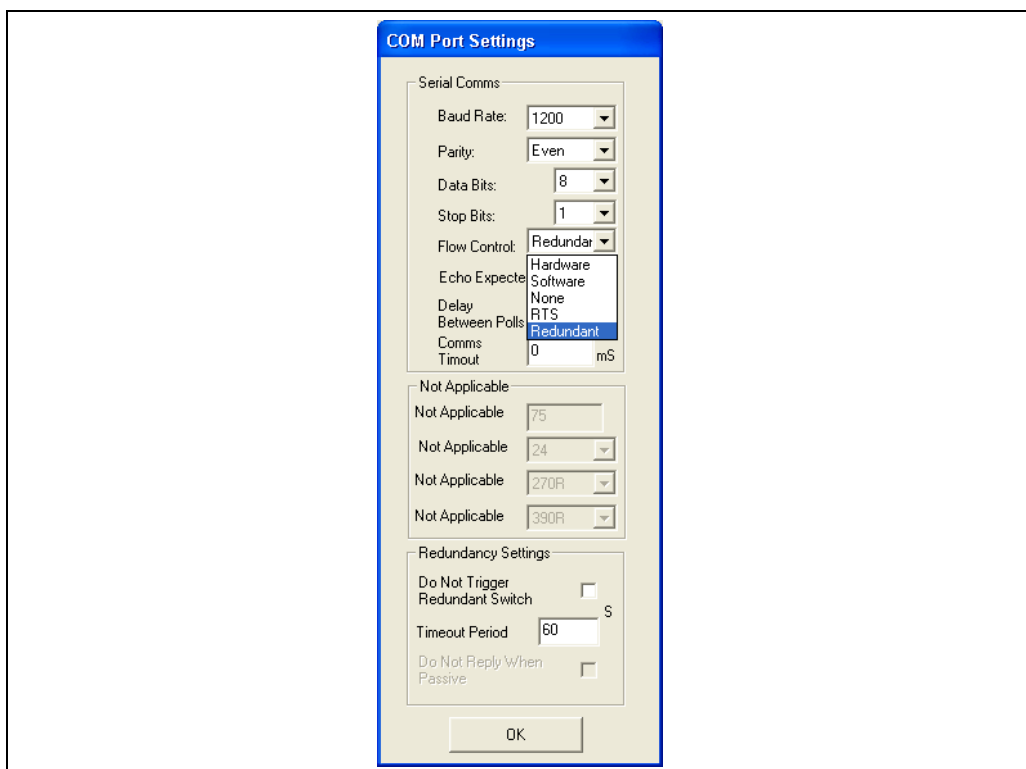 COM Port Settings
Serial Comms
Baud Rate: 1200
Parity: Even
Data Bits: 8
Stop Bits: 1
Flow Control: Redundar
Hardware
Software
None
RTS
Redundant
Echo Expecte
Delay
Between Polls
Comms
Timout 0 mS
Not Applicable
Not Applicable 75
Not Applicable 24
Not Applicable 270R
Not Applicable 390R
Redundancy Settings
Do Not Trigger
Redundant Switch
S
Timeout Period 60
Do Not Reply When
Passive
OK